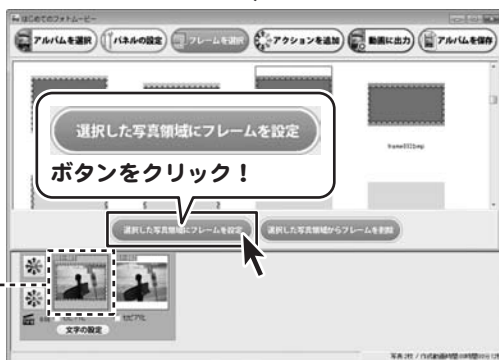 はじめてのフォトムービー
アルバムを選択
パネルの設定
フレームを選択
アクションを追加
動画に出力
アルバムを保存
選択した写真領域にフレームを設定
ボタンをクリック！
選択した写真領域にフレームを設定
選択した写真領域からフレームを削除
文字の設定